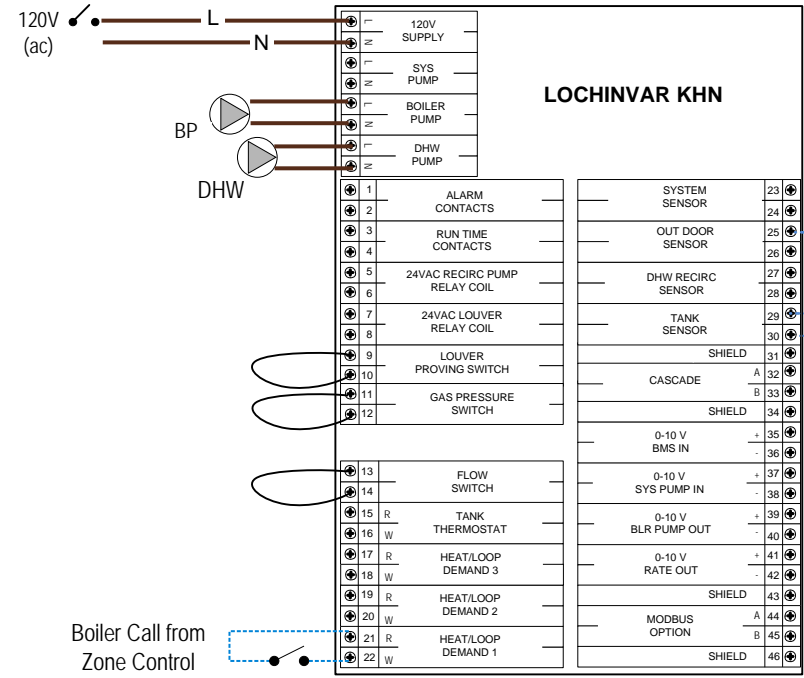 120V
(ac)
L
N
BP
DHW
L
N
120V
SUPPLY
L
N
SYS
PUMP
L
N
BOILER
PUMP
L
N
DHW
PUMP
LOCHINVAR KHN
1
2
ALARM
CONTACTS
3
4
RUN TIME
CONTACTS
5
6
24VAC RECIRC PUMP
RELAY COIL
7
8
24VAC LOUVER
RELAY COIL
9
10
LOUVER
PROVING SWITCH
11
12
GAS PRESSURE
SWITCH
13
14
FLOW
SWITCH
15 R
16 W
TANK
THERMOSTAT
17 R
18 W
HEAT/LOOP
DEMAND 3
19 R
20 W
HEAT/LOOP
DEMAND 2
21 R
22 W
HEAT/LOOP
DEMAND 1
Boiler Call from
Zone Control
SYSTEM
SENSOR
23
24
OUT DOOR
SENSOR
25
26
DHW RECIRC
SENSOR
27
28
TANK
SENSOR
29
30
SHIELD 31
CASCADE
A 32
B 33
SHIELD 34
0-10 V
BMS IN
+ 35
- 36
0-10 V
SYS PUMP IN
+ 37
- 38
0-10 V
BLR PUMP OUT
+ 39
- 40
0-10 V
RATE OUT
+ 41
- 42
SHIELD 43
MODBUS
OPTION
A 44
B 45
SHIELD 46